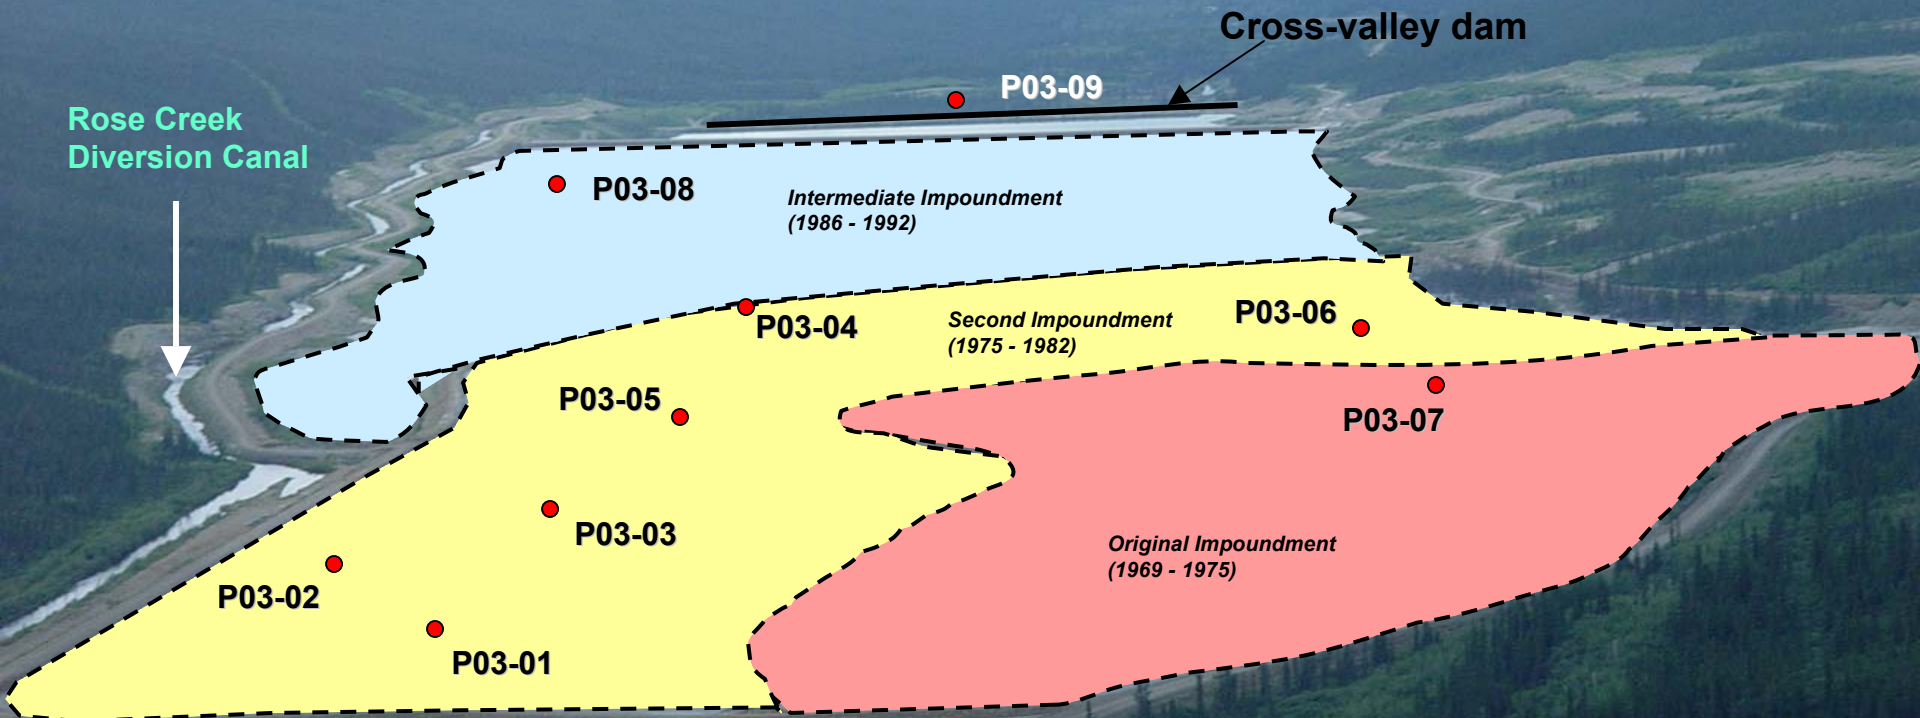 Cross-valley dam
P03-09
Rose Creek
Diversion Canal
P03-08
Intermediate Impoundment
(1986 - 1992)
P03-04
Second Impoundment
(1975 - 1982)
P03-06
P03-05
P03-07
P03-03
Original Impoundment
(1969 - 1975)
P03-02
P03-01